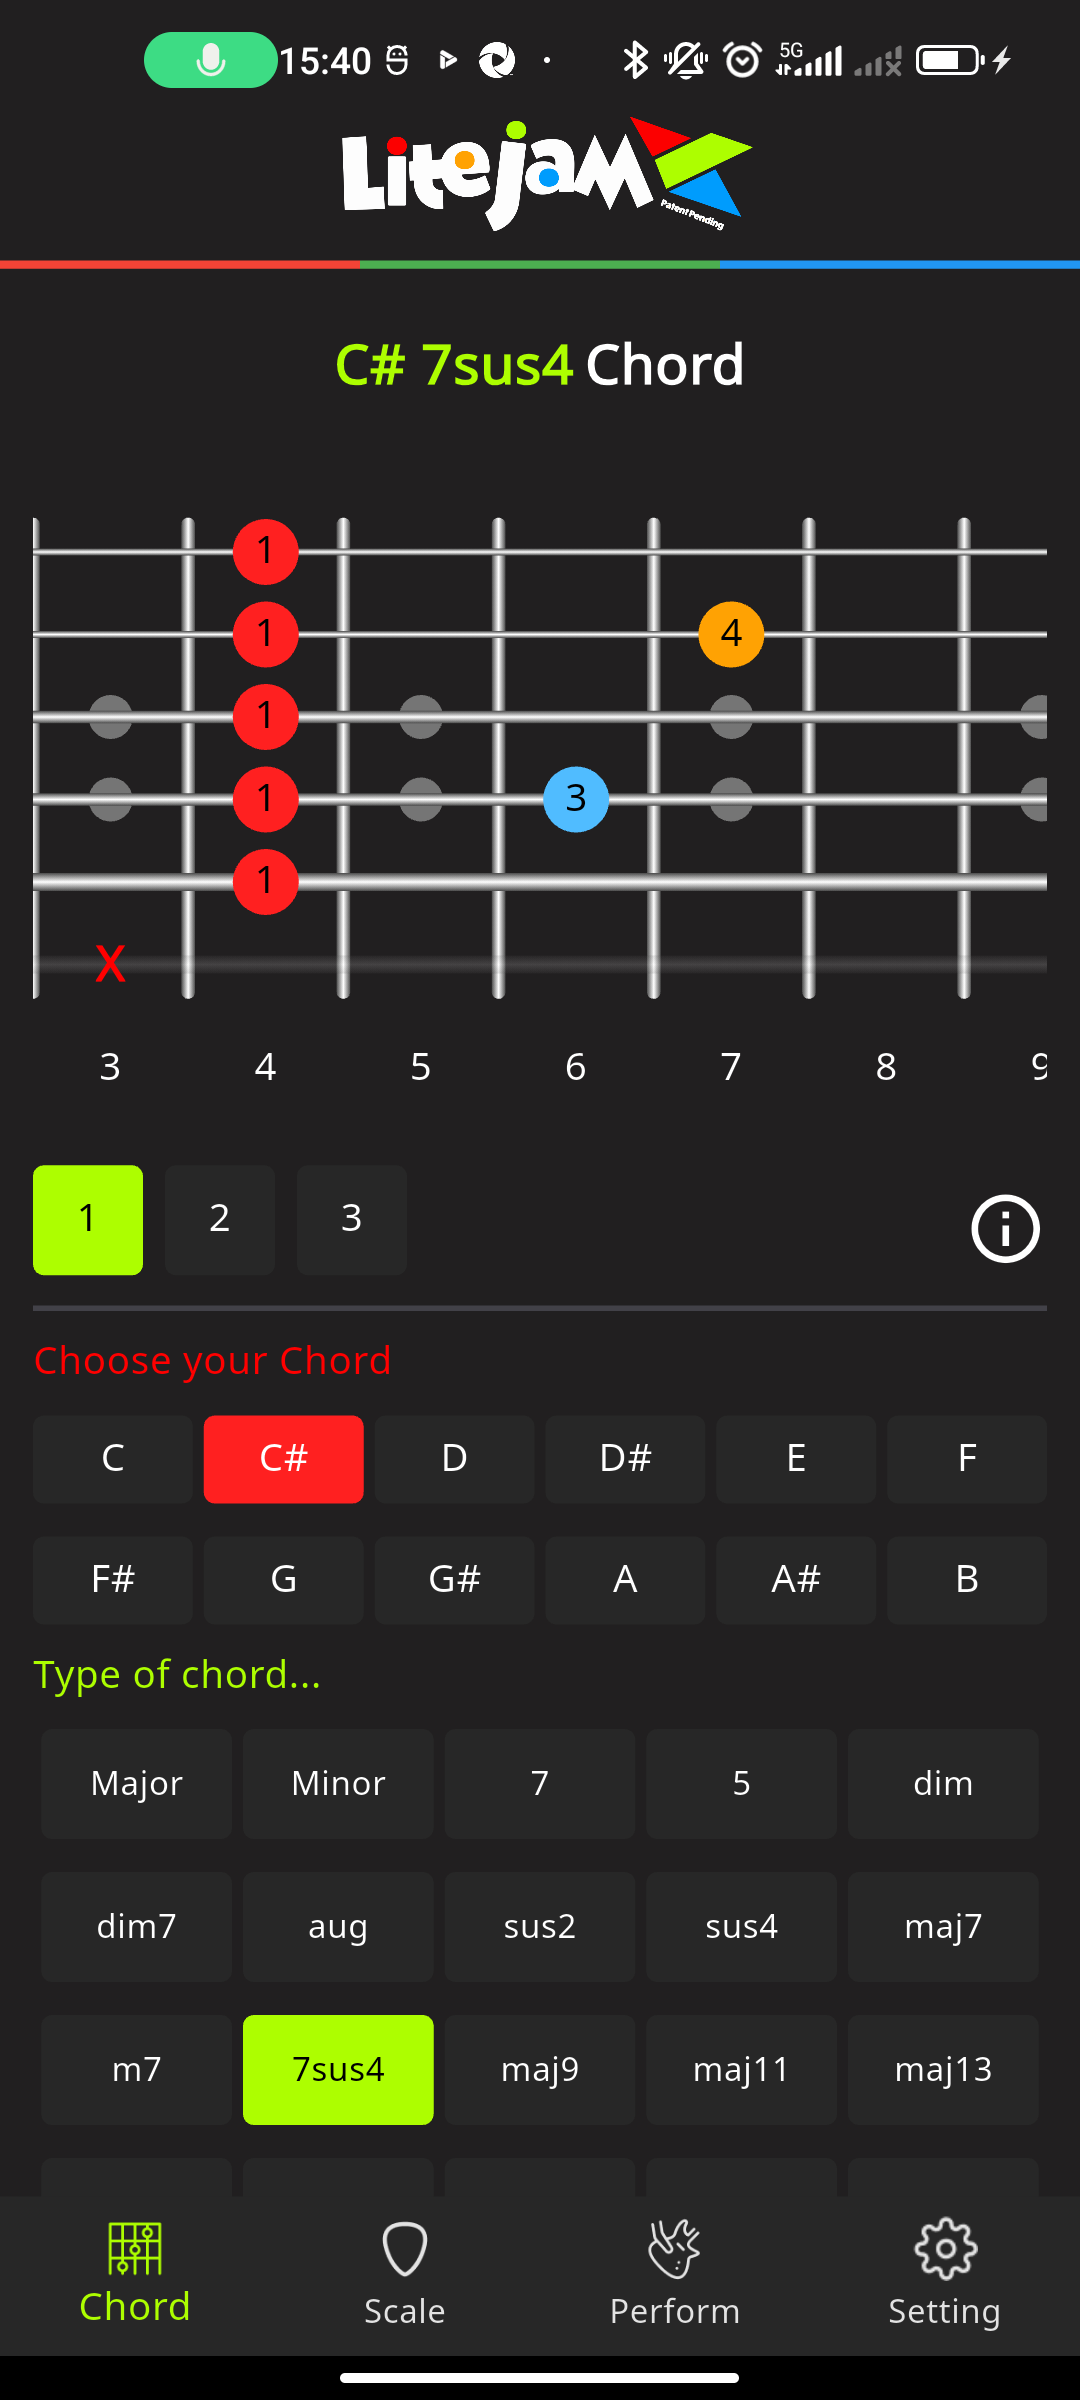 15:40 5G
LiteJam
Patent Pending
C# 7sus4 Chord
1
1 4
1
1 3
1
X
3 4 5 6 7 8 9
1 2 3
Choose your Chord
C C# D D# E F
F# G G# A A# B
Type of chord...
Major Minor 7 5 dim
dim7 aug sus2 sus4 maj7
m7 7sus4 maj9 maj11 maj13
Chord Scale Perform Setting